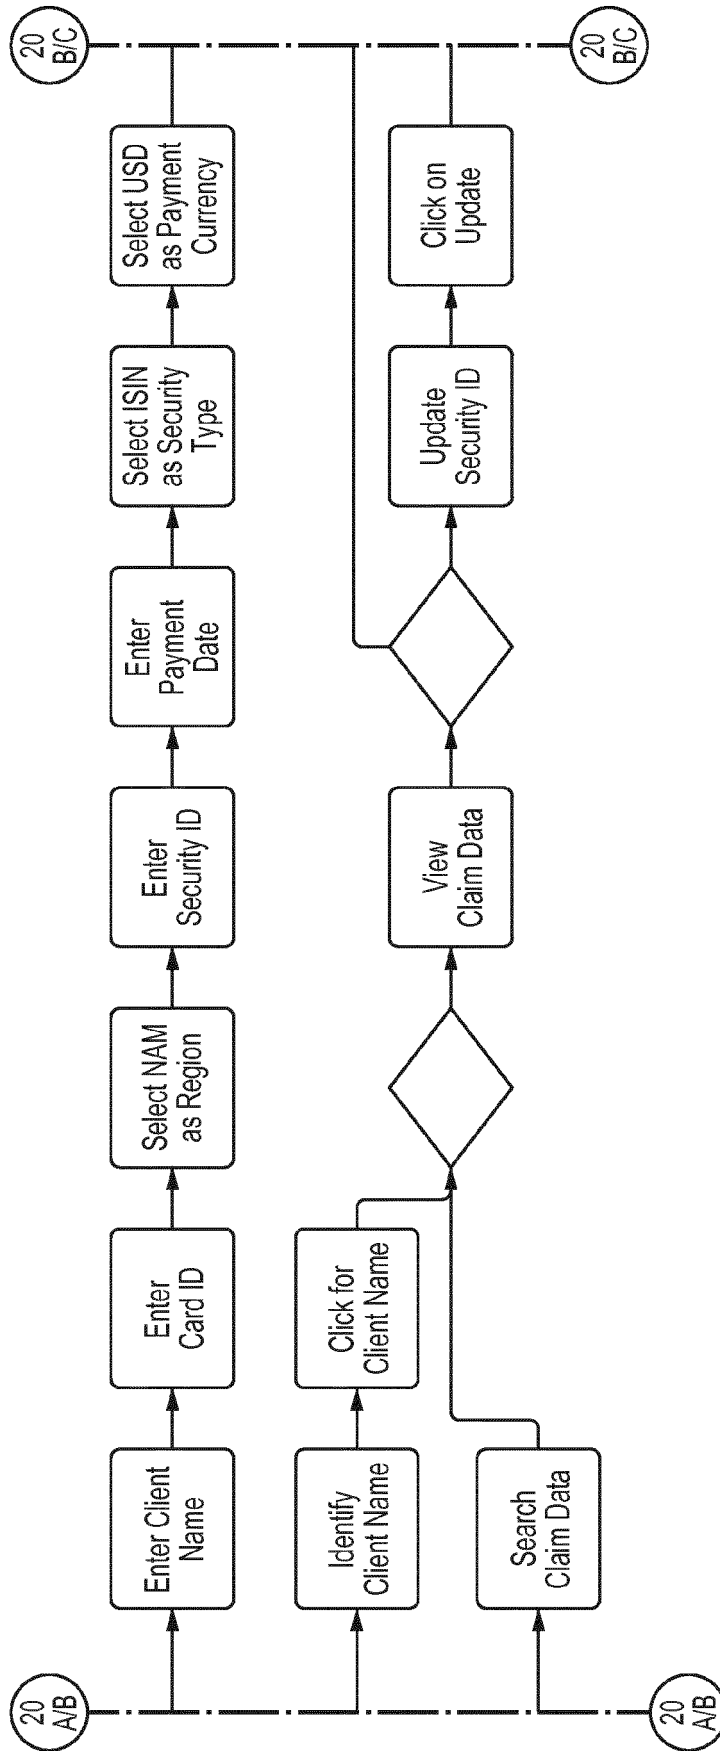 20
A/B
Enter Client
Name
Enter
Card ID
Select NAM
as Region
Enter
Security ID
Enter
Payment
Date
Select ISIN
as Security
Type
Select USD
as Payment
Currency
20
B/C
Identify
Client Name
Click for
Client Name
Search
Claim Data
View
Claim Data
Update
Security ID
Click on
Update
20
A/B
20
B/C